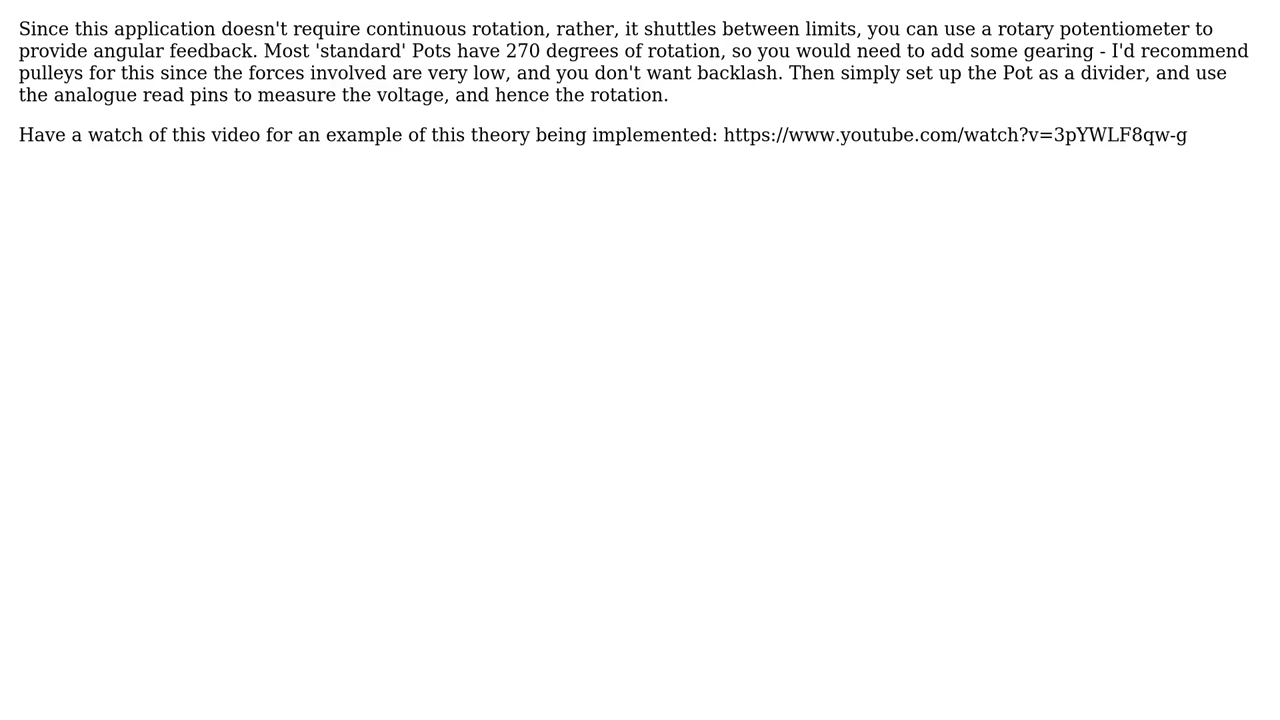 Since this application doesn't require continuous rotation, rather, it shuttles between limits, you can use a rotary potentiometer to
provide angular feedback. Most 'standard' Pots have 270 degrees of rotation, so you would need to add some gearing - I'd recommend
pulleys for this since the forces involved are very low, and you don't want backlash. Then simply set up the Pot as a divider, and use
the analogue read pins to measure the voltage, and hence the rotation.
Have a watch of this video for an example of this theory being implemented: https://www.youtube.com/watch?v=3pYWLF8qw-g